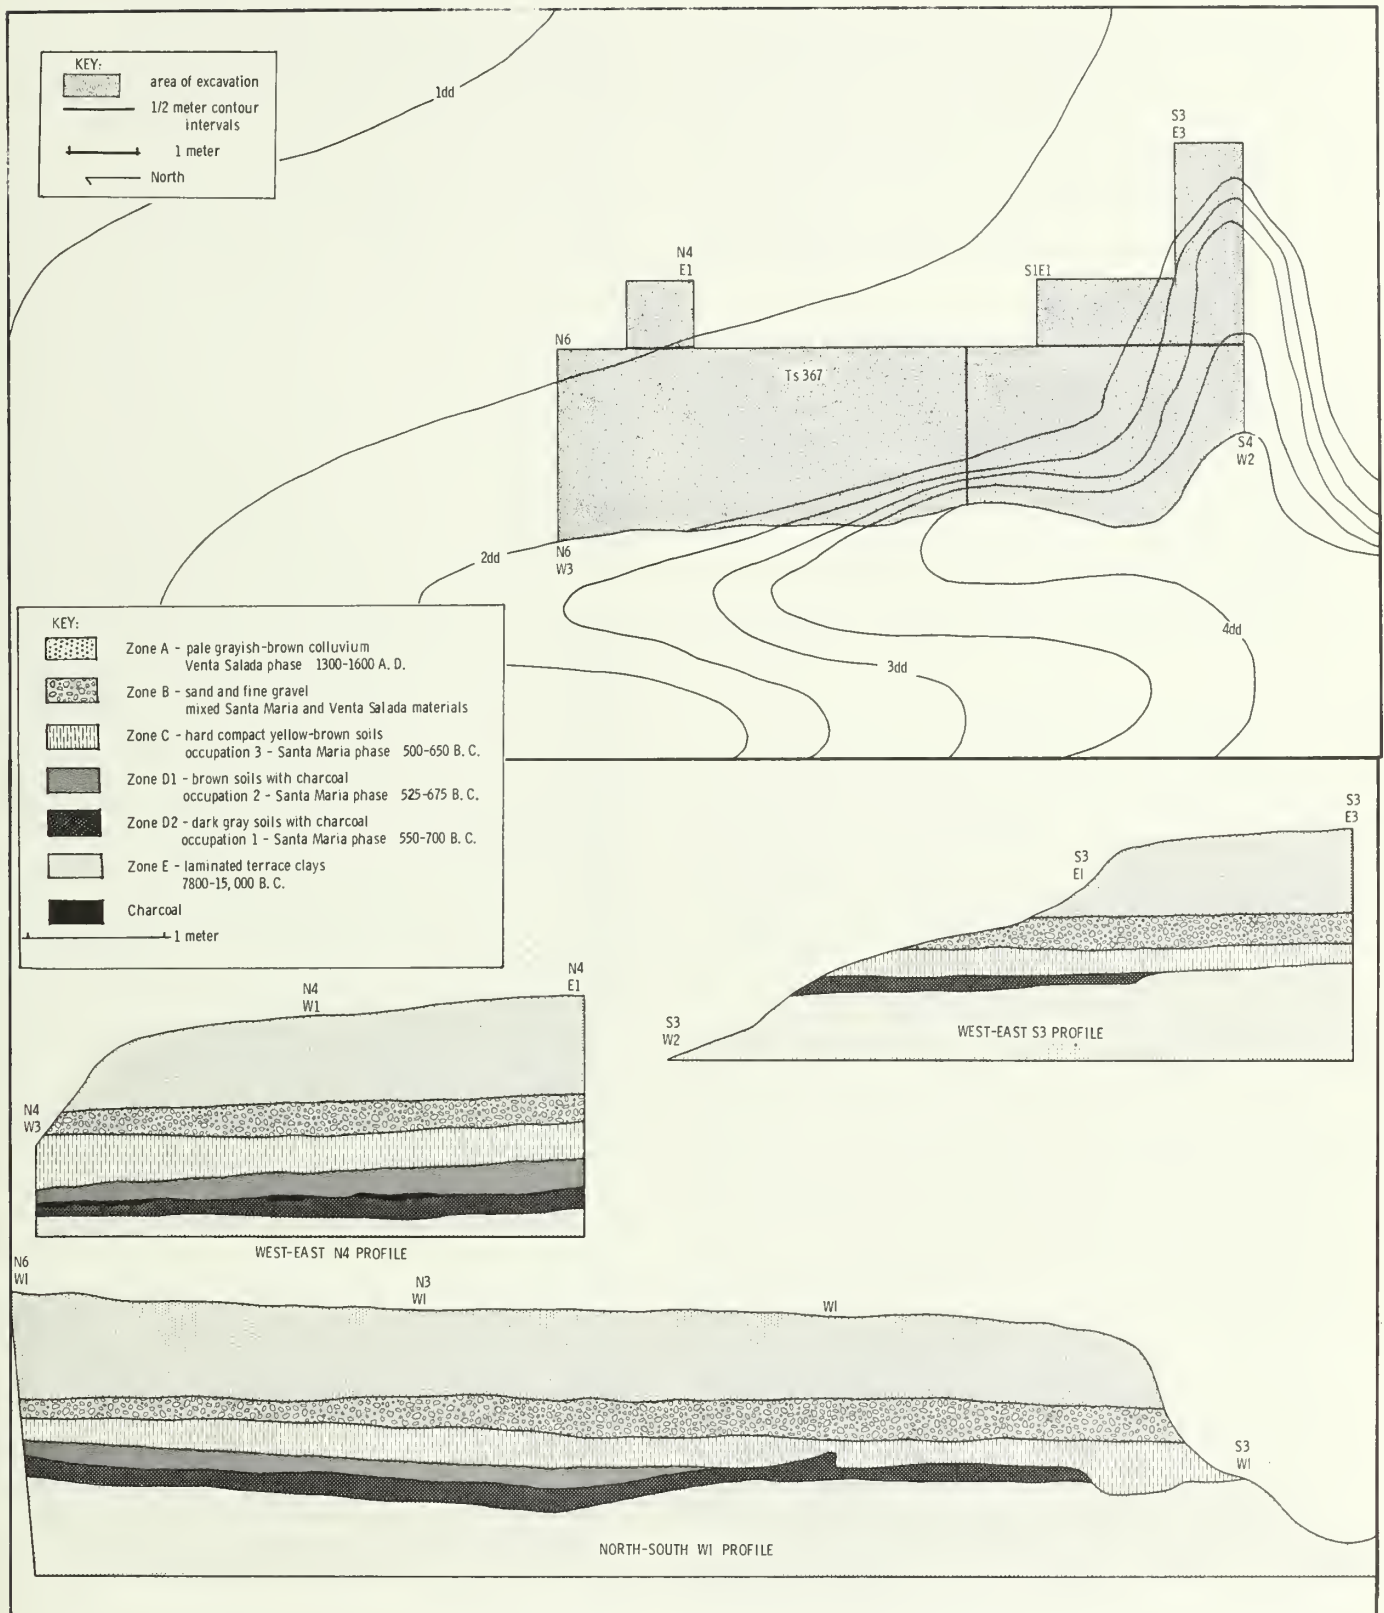 KEY:
area of excavation
1/2 meter contour
intervals
1 meter
North
1dd
S3
E3
N4
E1
S1E1
N6
Ts 367
S4
W2
N6
W3
2dd
4dd
3dd
KEY:
Zone A - pale grayish-brown colluvium
Venta Salada phase 1300-1600 A. D.
Zone B - sand and fine gravel
mixed Santa Maria and Venta Salada materials
Zone C - hard compact yellow-brown soils
occupation 3 - Santa Maria phase 500-650 B. C.
Zone D1 - brown soils with charcoal
occupation 2 - Santa Maria phase 525-675 B. C.
Zone D2 - dark gray soils with charcoal
occupation 1 - Santa Maria phase 550-700 B. C.
Zone E - laminated terrace clays
7800-15,000 B. C.
Charcoal
1 meter
S3
E3
S3
E1
S3
W2
WEST-EAST S3 PROFILE
N4
W1
N4
E1
N4
W3
WEST-EAST N4 PROFILE
N6
W1
N3
W1
W1
S3
W1
NORTH-SOUTH W1 PROFILE